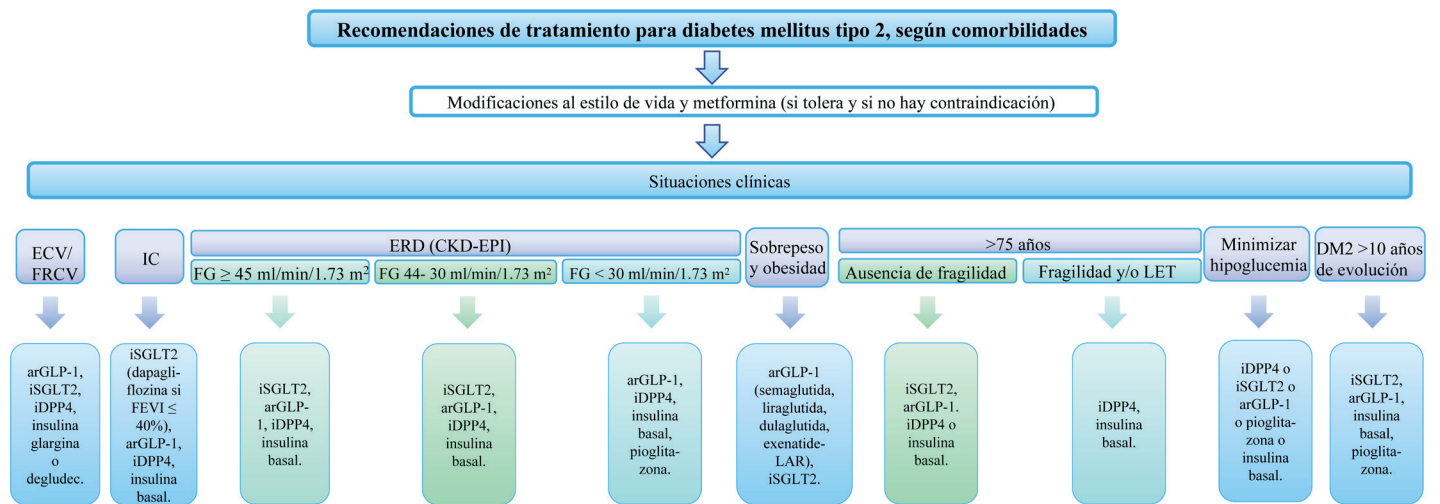 Recomendaciones de tratamiento para diabetes mellitus tipo 2, según comorbilidades
Modificaciones al estilo de vida y metformina (si tolera y si no hay contraindicación)
Situaciones clínicas
ECV/
FRCV
IC
ERD (CKD-EPI)
FG ≥ 45 ml/min/1.73 m²
FG 44- 30 ml/min/1.73 m²
FG < 30 ml/min/1.73 m²
Sobrepeso
y obesidad
>75 años
Ausencia de fragilidad
Fragilidad y/o LET
Minimizar
hipoglucemia
DM2 >10 años
de evolución
arGLP-1,
iSGLT2,
iDPP4,
insulina
glargina
o
degludec.
iSGLT2
(dapagli-
flozina si
FEVI ≤
40%),
arGLP-1,
iDPP4,
insulina
basal.
iSGLT2,
arGLP-
1, iDPP4,
insulina
basal.
iSGLT2,
arGLP-1,
iDPP4,
insulina
basal.
arGLP-1,
iDPP4,
insulina
basal,
pioglita-
zona.
arGLP-1
(semaglutida,
liraglutida,
dulaglutida,
exenatide-
LAR),
iSGLT2.
iSGLT2,
arGLP-1.
iDPP4 o
insulina
basal.
iDPP4,
insulina
basal.
iDPP4 o
iSGLT2 o
arGLP-1
o pioglita-
zona o
insulina
basal.
iSGLT2,
arGLP-1,
insulina
basal,
pioglita-
zona.